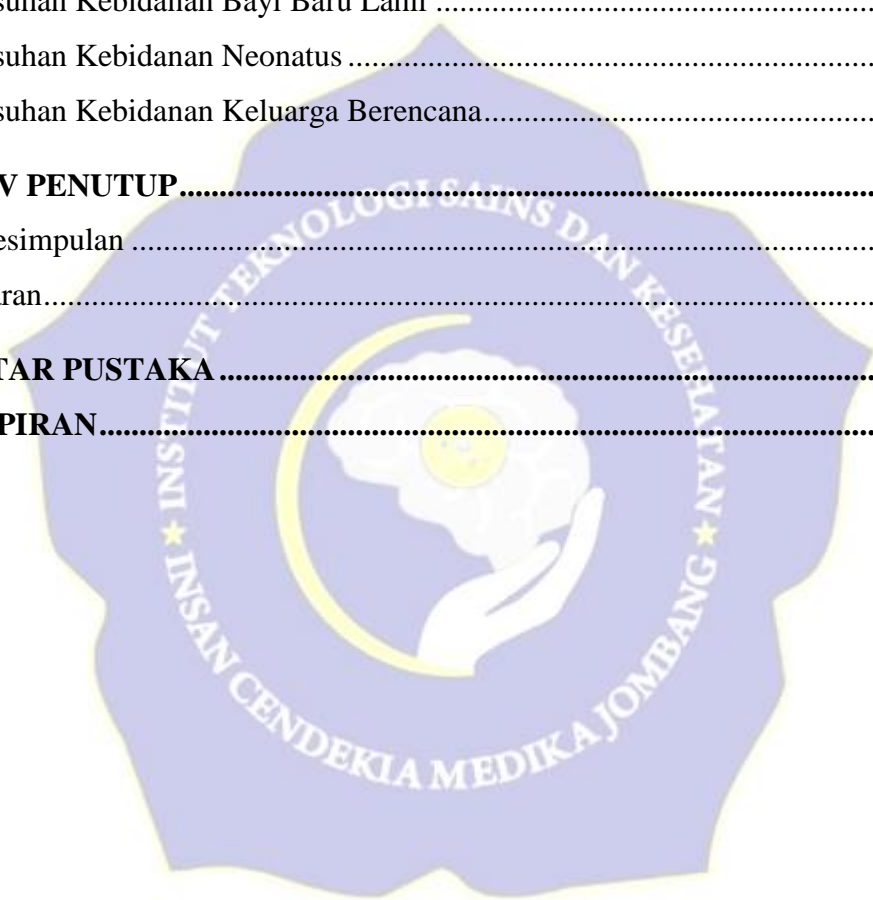 suhan Kebidanan Bayi Baru Lahir ........................................................
suhan Kebidanan Neonatus ........................................................
suhan Kebidanan Keluarga Berencana........................................................
V PENUTUP........................................................
esimpulan ........................................................
aran........................................................
TAR PUSTAKA ........................................................
PIRAN........................................................
INSTITUT TEKNOLOGI SAINS DAN KESEHATAN
★ INSAN CENDEKIA MEDIKA JOMBANG ★